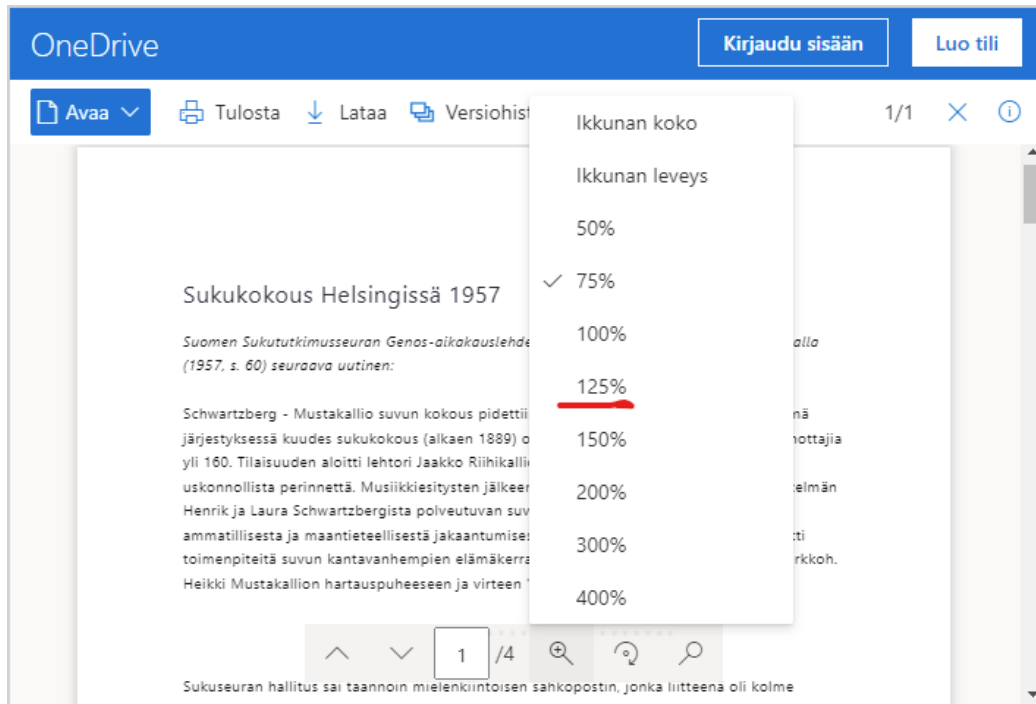 OneDrive
Kirjaudu sisään
Luo tili
Avaa
Tulosta
Lataa
Versiohist
1/1
Ikkunan koko
Ikkunan leveys
50%
75%
100%
125%
150%
200%
300%
400%
Sukukokous Helsingissä 1957
Suomen Sukututkimusseuran Genos-aikakauslehde alla
(1957, s. 60) seuraava uutinen:
Schwartzberg - Mustakallio suvun kokous pidettii mä
järjestyksessä kuudes sukukokous (alkaen 1889) o nottajia
yli 160. Tilaisuuden aloitti lehtori Jaakko Riihikalli
uskonnollista perinnettä. Musiikkiesitysten jälkeer elmän
Henrik ja Laura Schwartzbergista polveutuvan suv
ammatillisesta ja maantieteellisestä jakaantumises ti
toimenpiteitä suvun kantavanhempien elämäkerra rkkoh.
Heikki Mustakallion hartauspuheeseen ja virteen
1 /4
Sukuseuran hallitus sai taannoin mielenkiintoisen sähköpostin, jonka liitteenä oli kolme